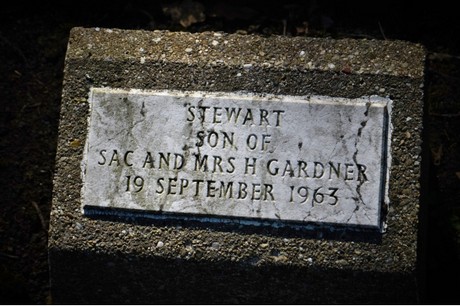 STEWART
SON OF
SAC AND MRS H GARDNER
19 SEPTEMBER 1963